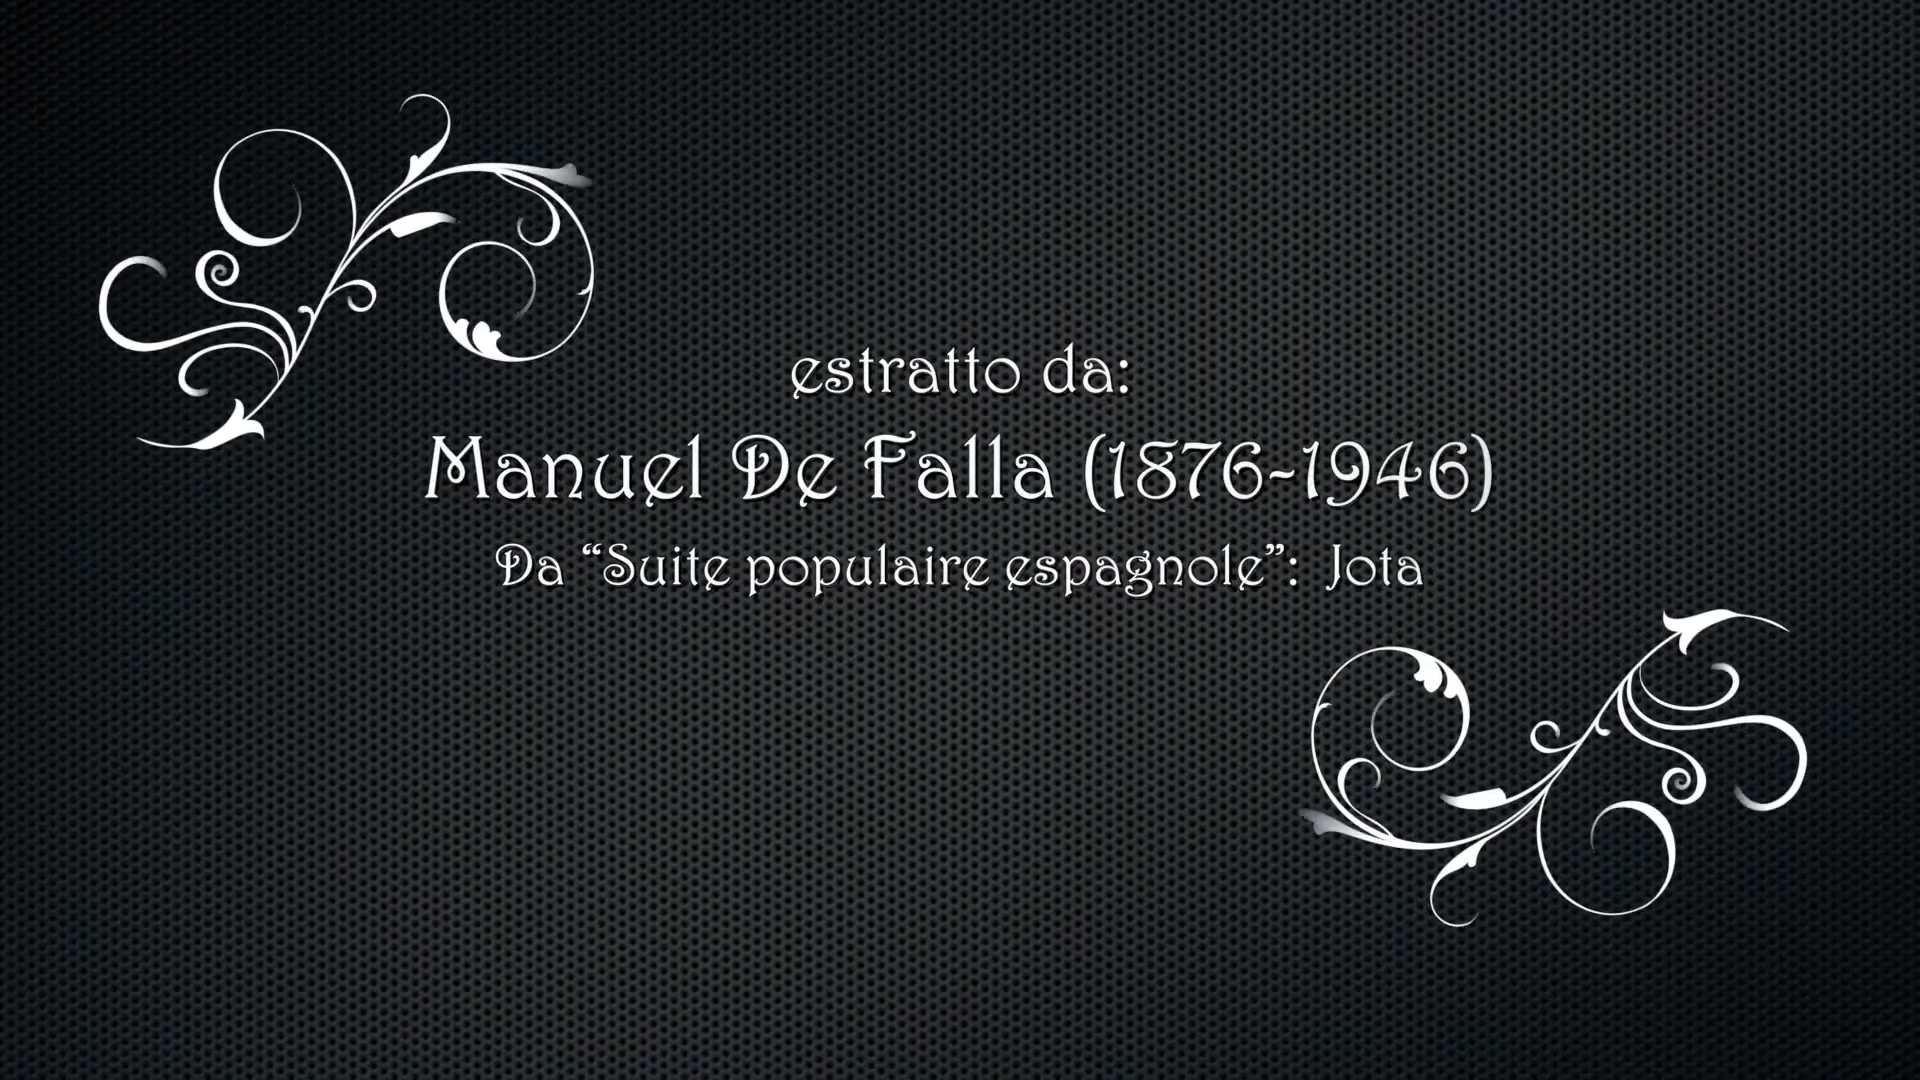 estratto da:
Manuel De Falla (1876-1946)
Da “Suite populaire espagnole”: Jota